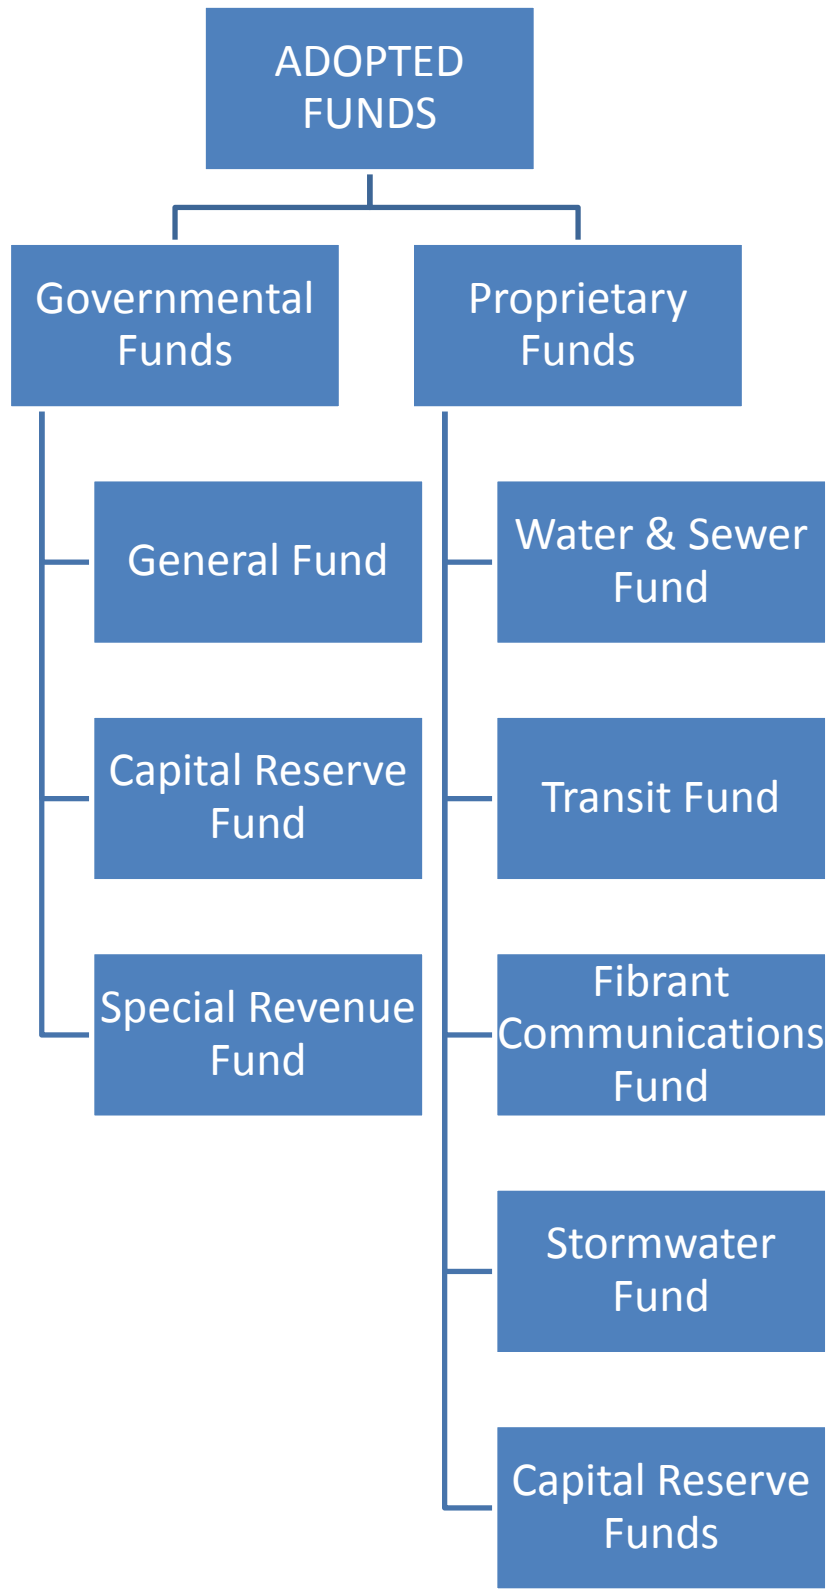 ADOPTED
FUNDS
Governmental
Funds
General Fund
Capital Reserve
Fund
Special Revenue
Fund
Proprietary
Funds
Water & Sewer
Fund
Transit Fund
Fibrant
Communications
Fund
Stormwater
Fund
Capital Reserve
Funds